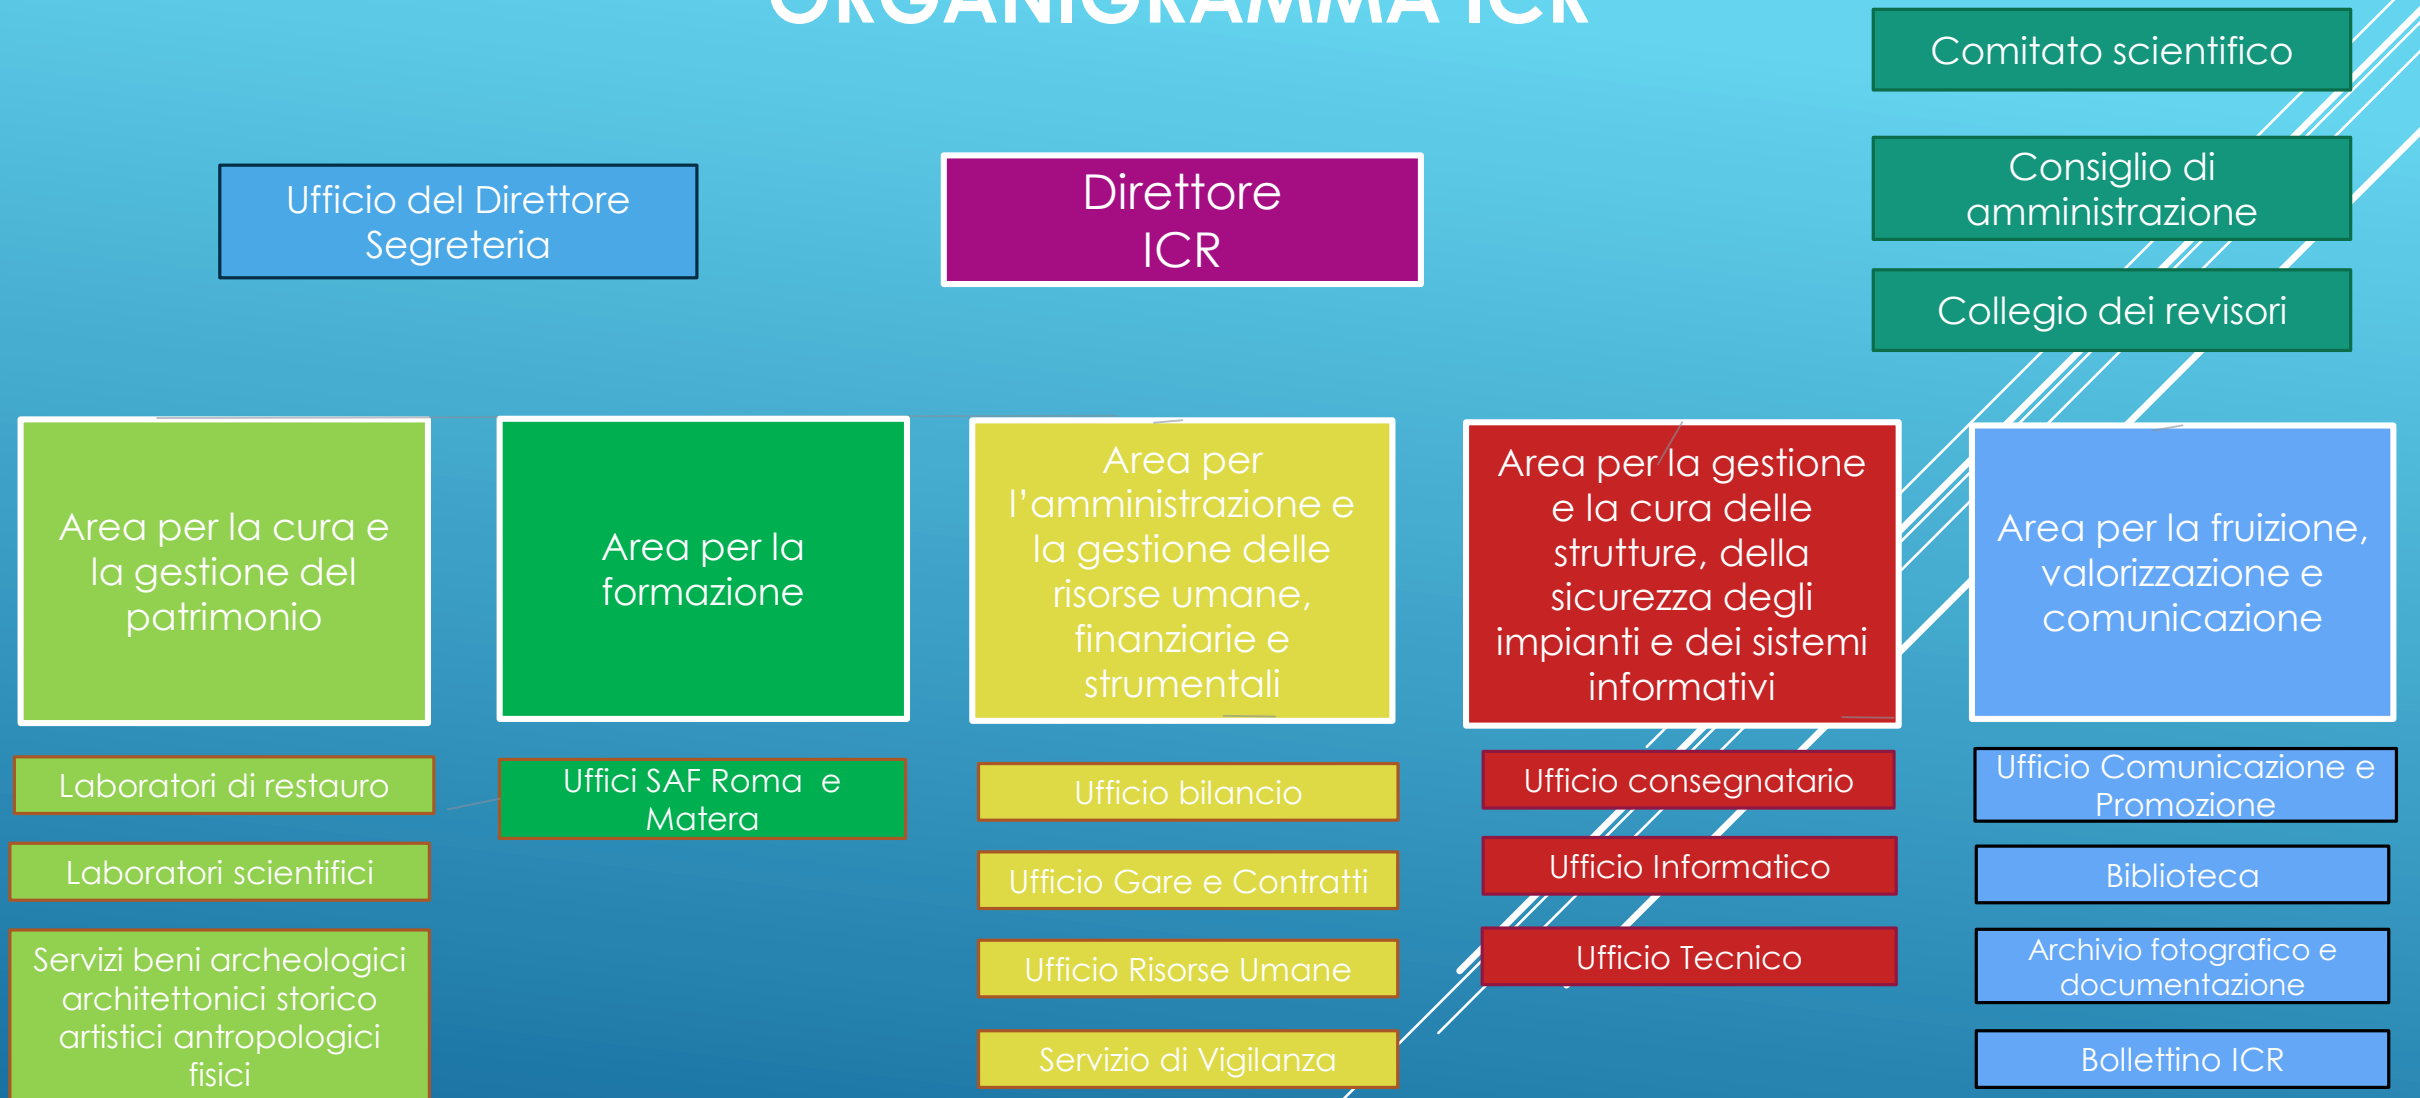 ORGANIGRAMMA ICR
Comitato scientifico
Consiglio di
amministrazione
Collegio dei revisori
Ufficio del Direttore
Segreteria
Direttore
ICR
Area per la cura e
la gestione del
patrimonio
Laboratori di restauro
Laboratori scientifici
Servizi beni archeologici
architettonici storico
artistici antropologici
fisici
Area per la
formazione
Uffici SAF Roma e
Matera
Area per
l’amministrazione e
la gestione delle
risorse umane,
finanziarie e
strumentali
Ufficio bilancio
Ufficio Gare e Contratti
Ufficio Risorse Umane
Servizio di Vigilanza
Area per la gestione
e la cura delle
strutture, della
sicurezza degli
impianti e dei sistemi
informativi
Ufficio consegnatario
Ufficio Informatico
Ufficio Tecnico
Area per la fruizione,
valorizzazione e
comunicazione
Ufficio Comunicazione e
Promozione
Biblioteca
Archivio fotografico e
documentazione
Bollettino ICR